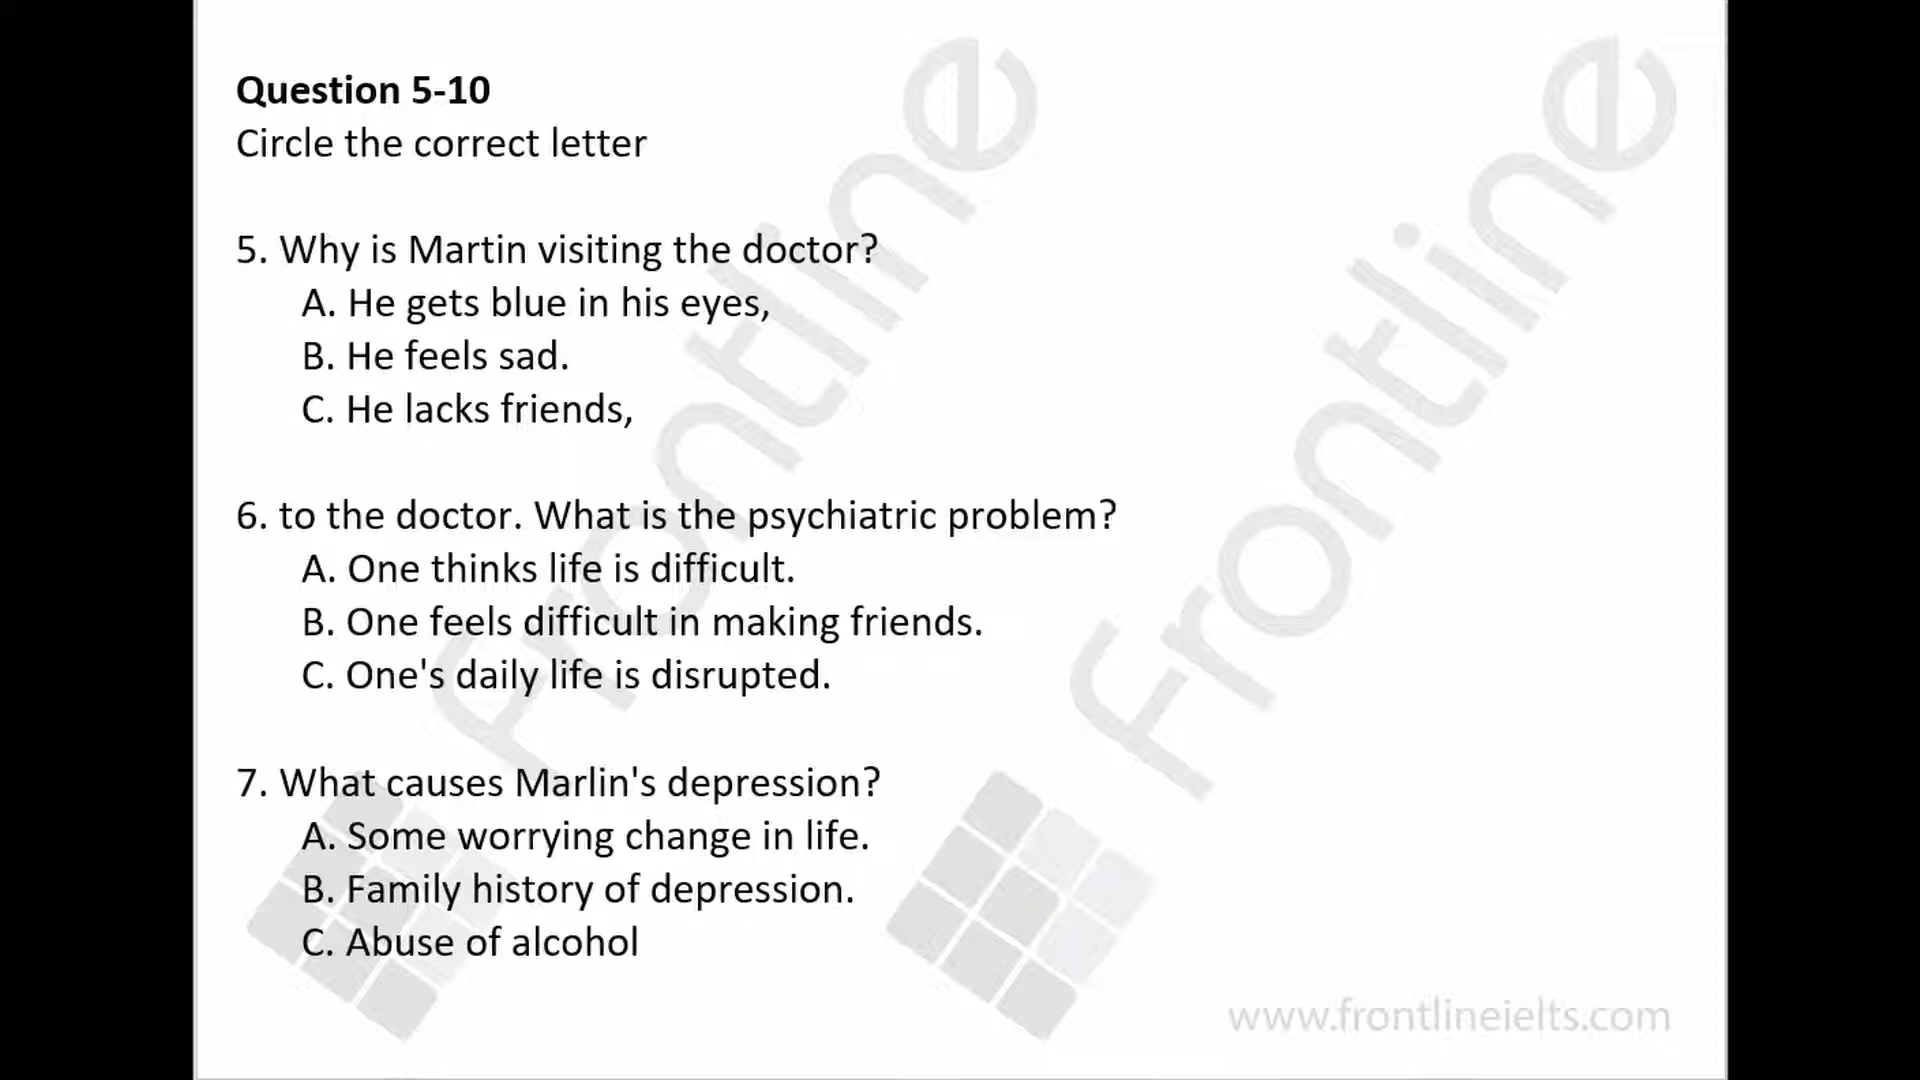 Question 5-10
Circle the correct letter
5. Why is Martin visiting the doctor?
A. He gets blue in his eyes,
B. He feels sad.
C. He lacks friends,
6. to the doctor. What is the psychiatric problem?
A. One thinks life is difficult.
B. One feels difficult in making friends.
C. One's daily life is disrupted.
7. What causes Marlin's depression?
A. Some worrying change in life.
B. Family history of depression.
C. Abuse of alcohol
frontline
frontline
www.frontlineielts.com